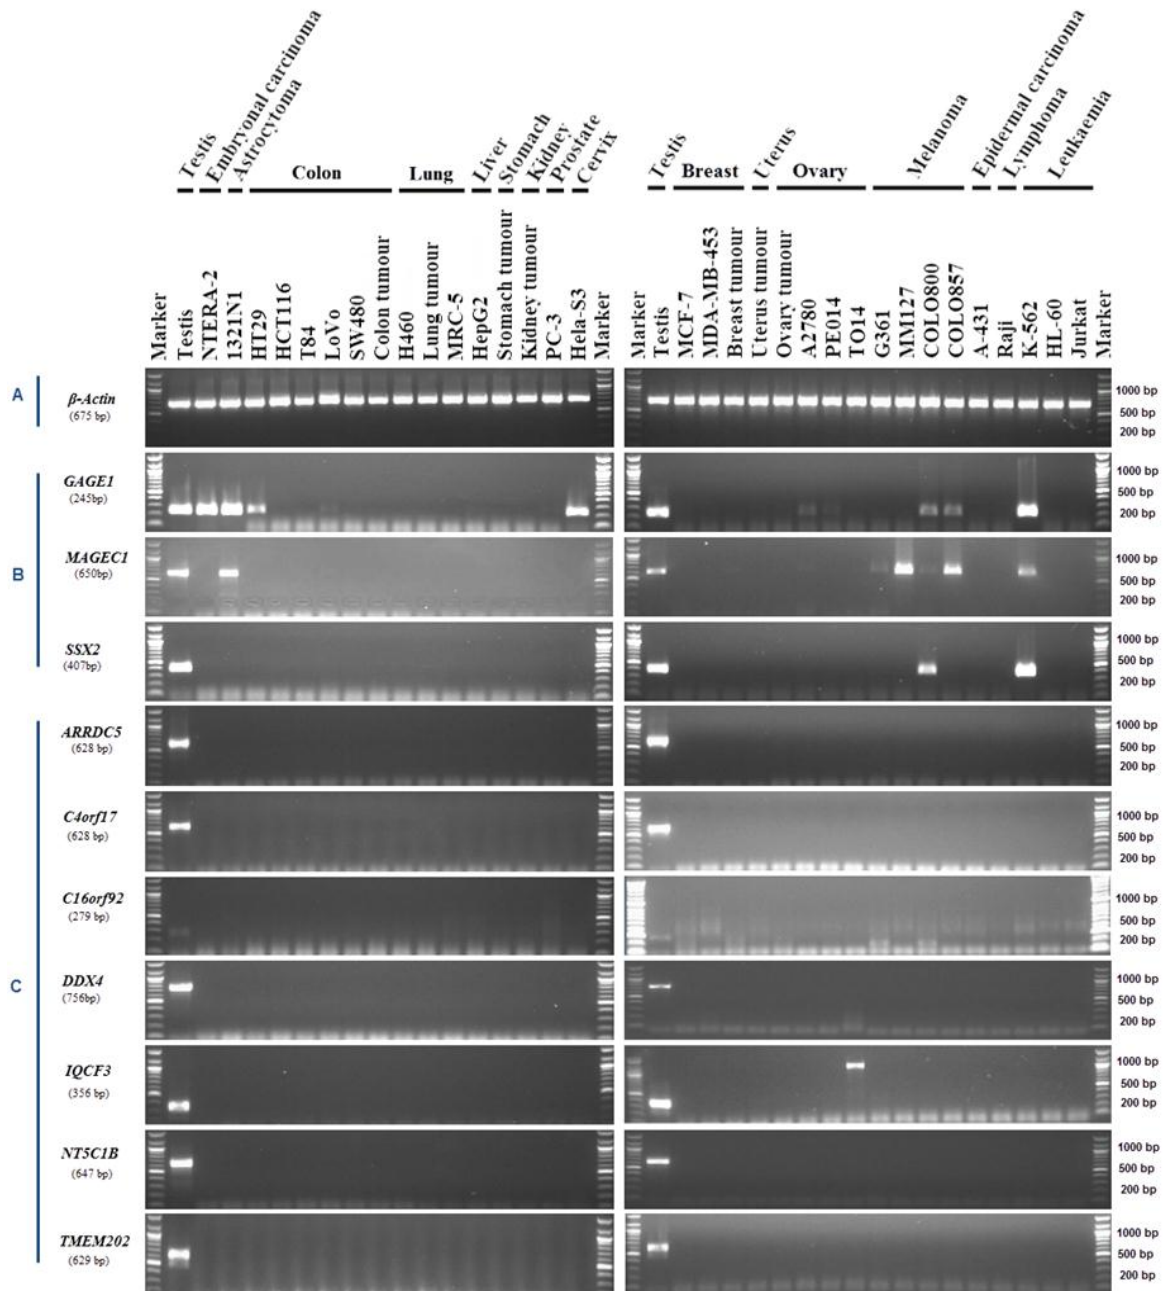 Testis
Embryonal carcinoma
Astrocytoma
Colon
Lung
Liver
Stomach
Kidney
Prostate
Cervix
Testis
Breast
Uterus
Ovary
Melanoma
Epidermal carcinoma
Lymphoma
Leukaemia
Marker
Testis
NTERA-2
1321N1
HT29
HCT116
T84
LoVo
SW480
Colon tumour
H460
Lung tumour
MRC-5
HepG2
Stomach tumour
Kidney tumour
PC-3
Hela-S3
Marker
Marker
Testis
MCF-7
MDA-MB-453
Breast tumour
Uterus tumour
Ovary tumour
A2780
PE014
TO14
G361
MM127
COLO800
COLO857
A-431
Raji
K-562
HL-60
Jurkat
Marker
A
β-Actin
(675 bp)
1000 bp
500 bp
200 bp
B
GAGE1
(245bp)
1000 bp
500 bp
200 bp
MAGEC1
(650bp)
1000 bp
500 bp
200 bp
SSX2
(407bp)
1000 bp
500 bp
200 bp
C
ARRDC5
(628 bp)
1000 bp
500 bp
200 bp
C4orf17
(628 bp)
1000 bp
500 bp
200 bp
C16orf92
(279 bp)
1000 bp
500 bp
200 bp
DDX4
(756bp)
1000 bp
500 bp
200 bp
IQCF3
(356 bp)
1000 bp
500 bp
200 bp
NT5C1B
(647 bp)
1000 bp
500 bp
200 bp
TMEM202
(629 bp)
1000 bp
500 bp
200 bp